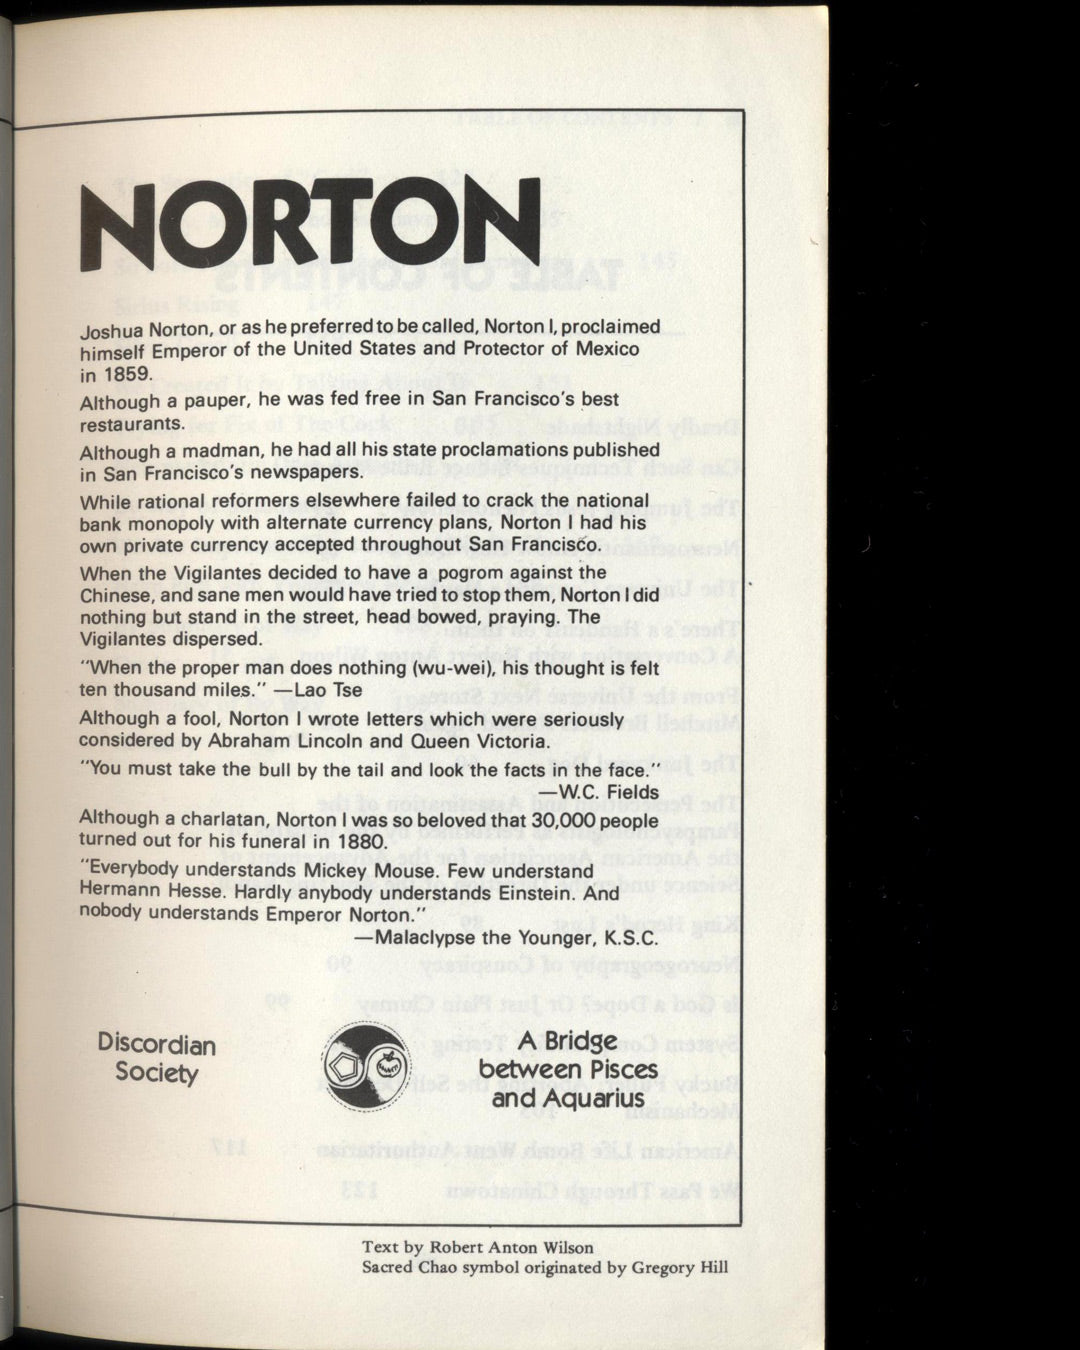 NORTON
Joshua Norton, or as he preferred to be called, Norton I, proclaimed
himself Emperor of the United States and Protector of Mexico
in 1859.
Although a pauper, he was fed free in San Francisco's best
restaurants.
Although a madman, he had all his state proclamations published
in San Francisco's newspapers.
While rational reformers elsewhere failed to crack the national
bank monopoly with alternate currency plans, Norton I had his
own private currency accepted throughout San Francisco.
When the Vigilantes decided to have a pogrom against the
Chinese, and sane men would have tried to stop them, Norton I did
nothing but stand in the street, head bowed, praying. The
Vigilantes dispersed.
"When the proper man does nothing (wu-wei), his thought is felt
ten thousand miles." —Lao Tse
Although a fool, Norton I wrote letters which were seriously
considered by Abraham Lincoln and Queen Victoria.
"You must take the bull by the tail and look the facts in the face."
—W.C. Fields
Although a charlatan, Norton I was so beloved that 30,000 people
turned out for his funeral in 1880.
"Everybody understands Mickey Mouse. Few understand
Hermann Hesse. Hardly anybody understands Einstein. And
nobody understands Emperor Norton."
—Malaclypse the Younger, K.S.C.
Discordian
Society
A Bridge
between Pisces
and Aquarius
Text by Robert Anton Wilson
Sacred Chao symbol originated by Gregory Hill